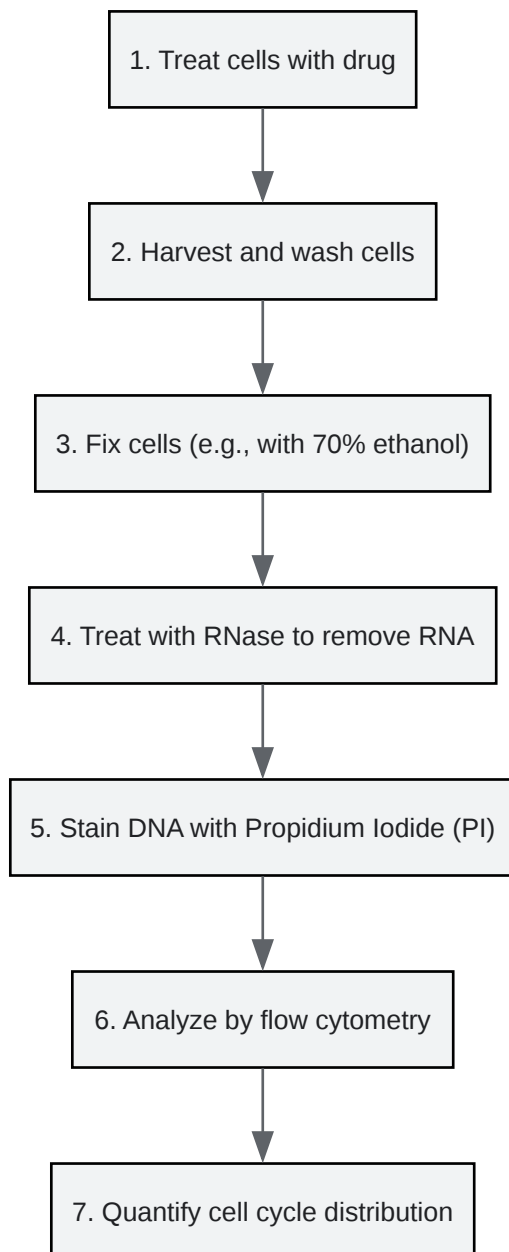 1. Treat cells with drug
2. Harvest and wash cells
3. Fix cells (e.g., with 70% ethanol)
4. Treat with RNase to remove RNA
5. Stain DNA with Propidium Iodide (PI)
6. Analyze by flow cytometry
7. Quantify cell cycle distribution